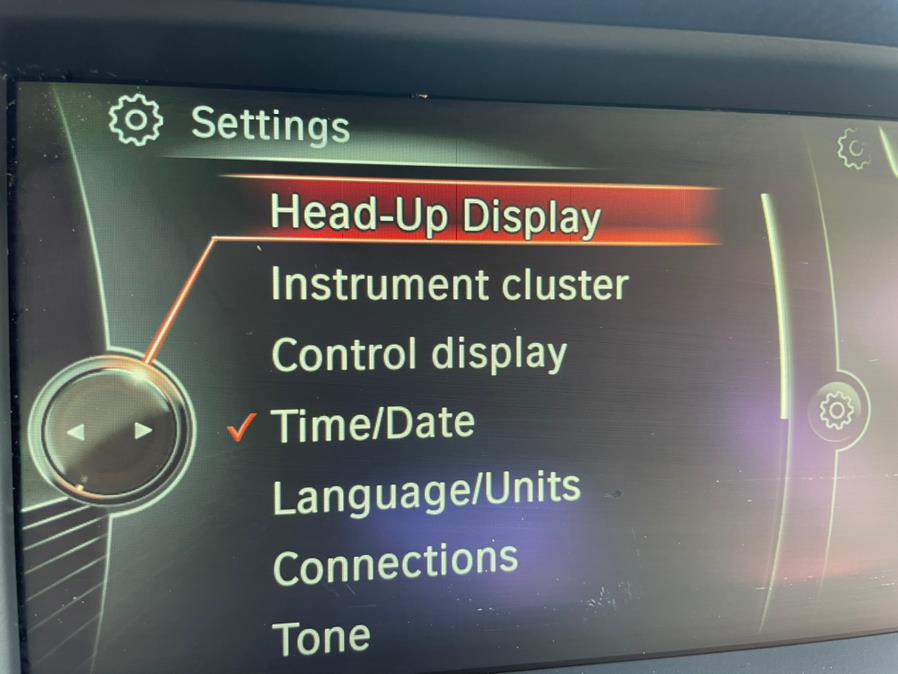 Settings
Head-Up Display
Instrument cluster
Control display
Time/Date
Language/Units
Connections
Tone